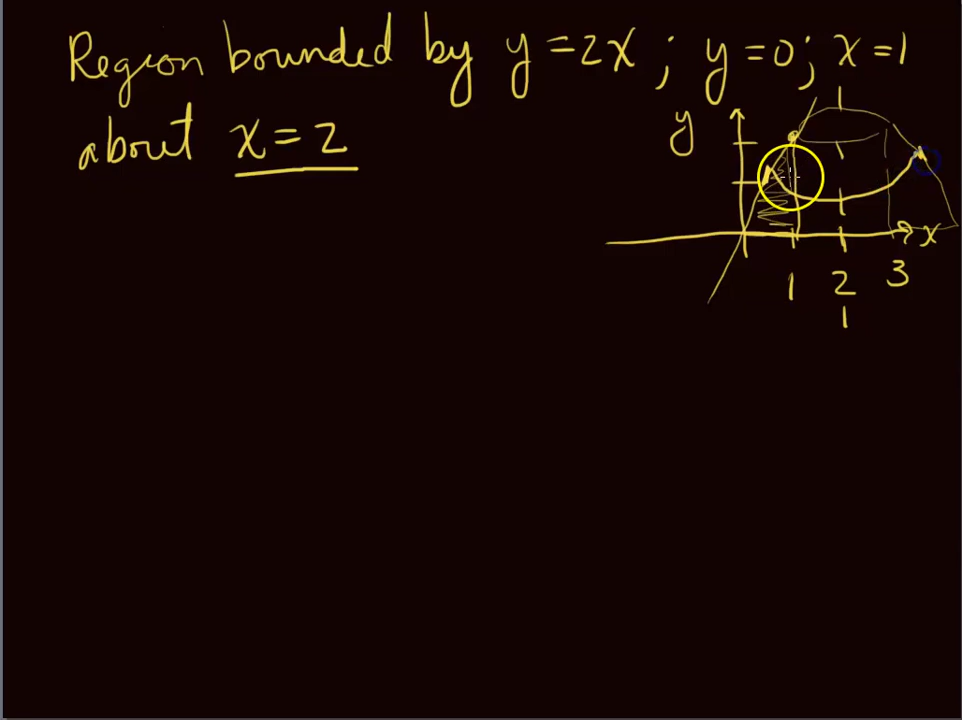 Region bounded by y = 2x ; y = 0 ; x = 1
about x = 2
y
x
1 2 3